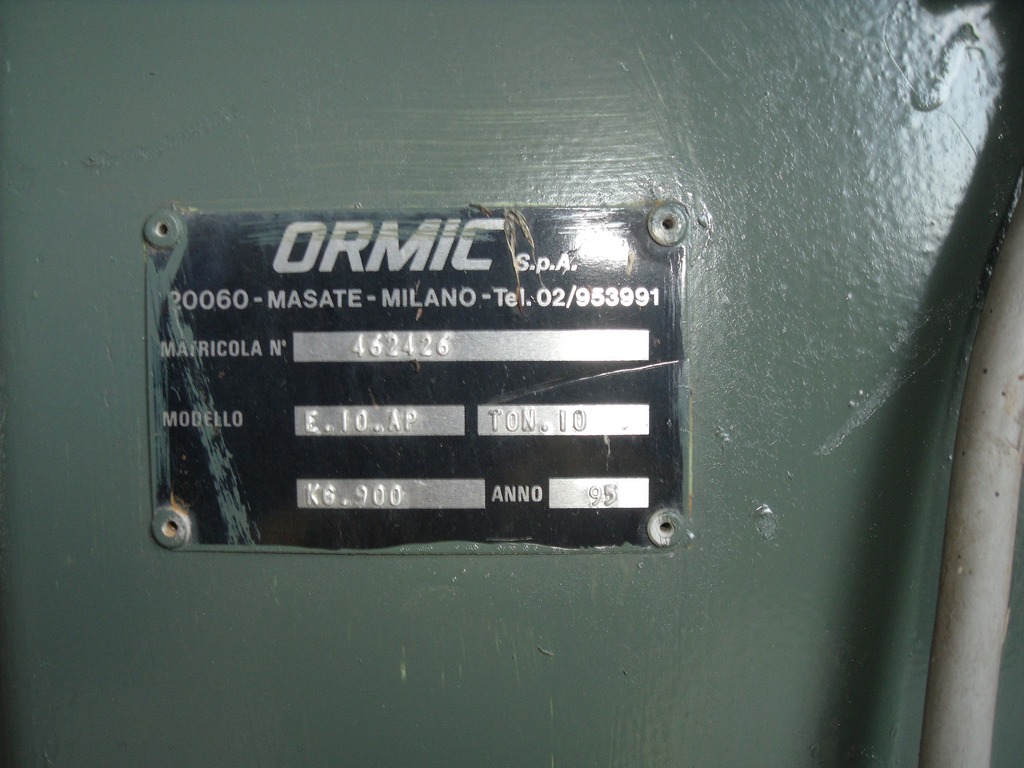 ORMIC S.p.A.
20060 - MASATE - MILANO - Tel. 02/953991
MATRICOLA N° 462426
MODELLO E.10.AP TON.10
KG.900 ANNO 95